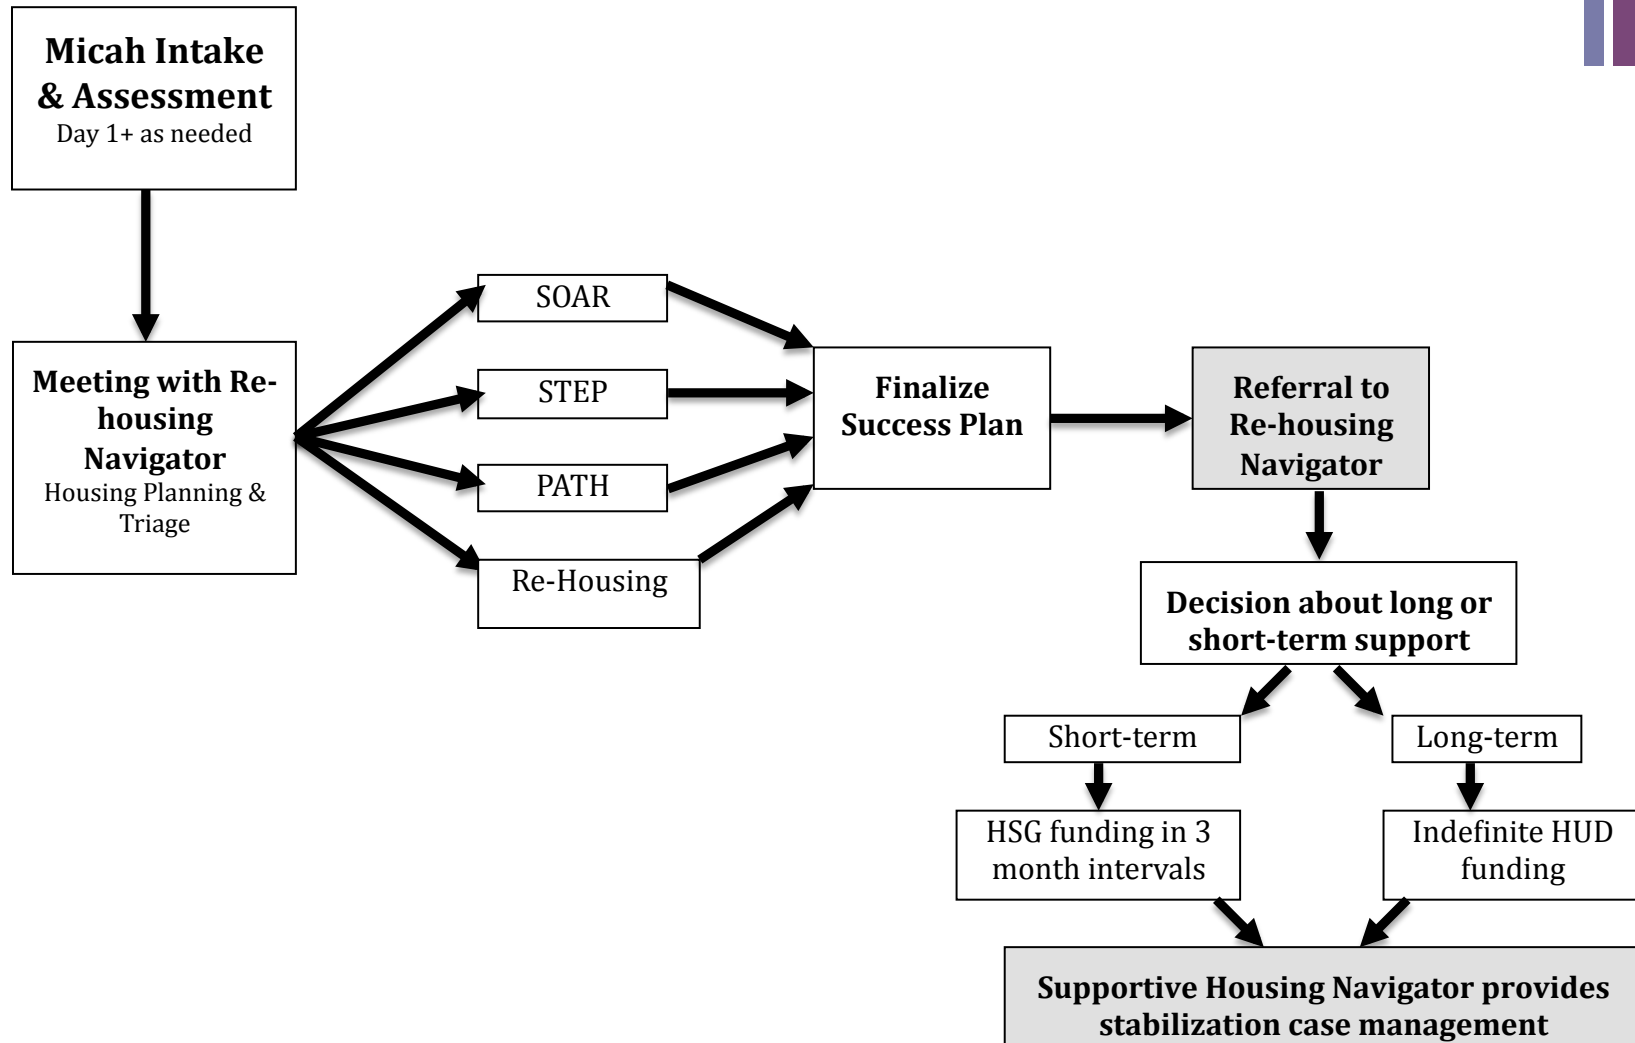 Micah Intake
& Assessment
Day 1+ as needed
Meeting with Re-
housing
Navigator
Housing Planning &
Triage
SOAR
STEP
PATH
Re-Housing
Finalize
Success Plan
Referral to
Re-housing
Navigator
Decision about long or
short-term support
Short-term
Long-term
HSG funding in 3
month intervals
Indefinite HUD
funding
Supportive Housing Navigator provides
stabilization case management